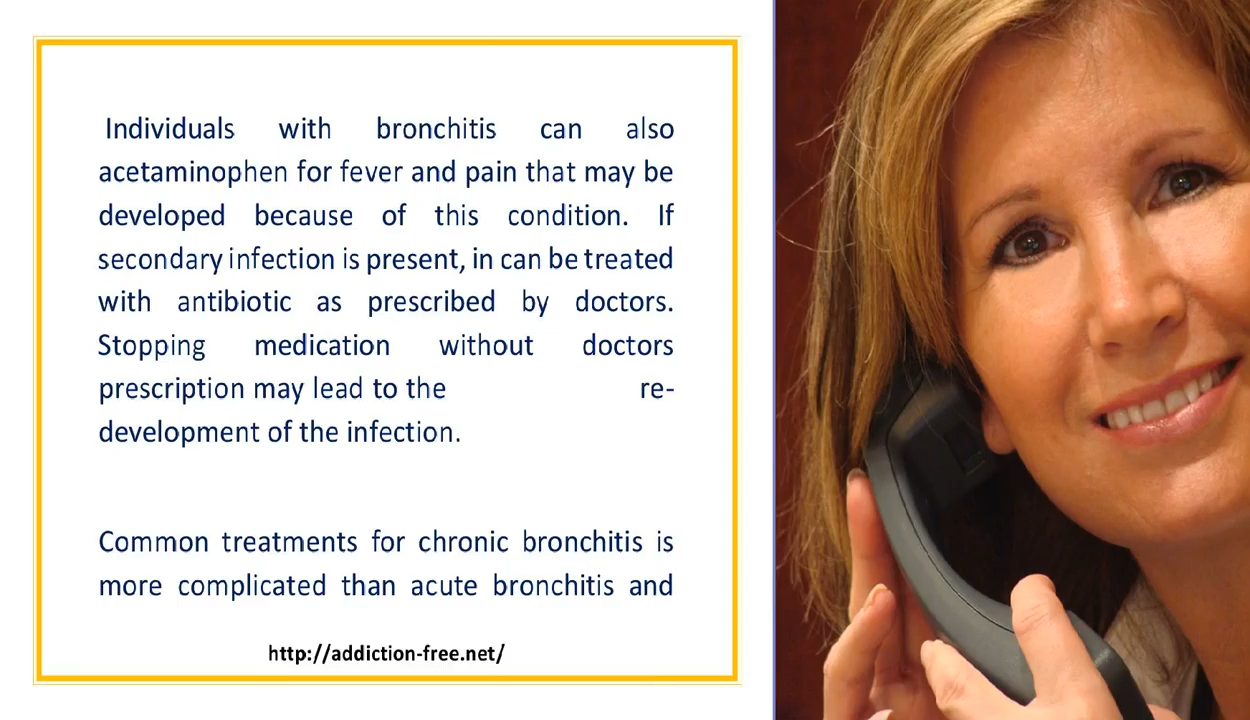 Individuals with bronchitis can also
acetaminophen for fever and pain that may be
developed because of this condition. If
secondary infection is present, in can be treated
with antibiotic as prescribed by doctors.
Stopping medication without doctors
prescription may lead to the re-
development of the infection.
Common treatments for chronic bronchitis is
more complicated than acute bronchitis and
http://addiction-free.net/